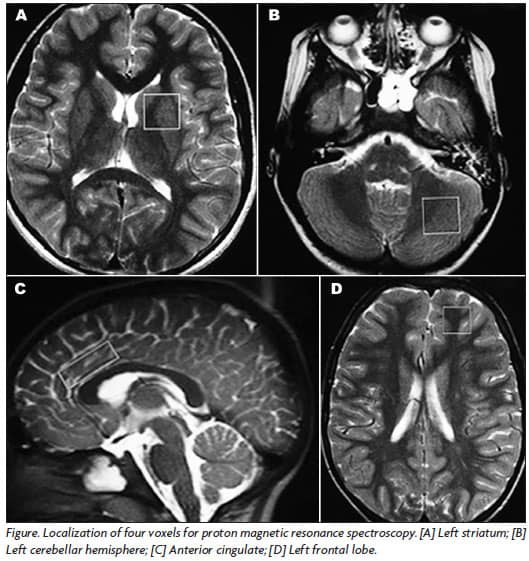 A
B
C
D
Figure. Localization of four voxels for proton magnetic resonance spectroscopy. [A] Left striatum; [B]
Left cerebellar hemisphere; [C] Anterior cingulate; [D] Left frontal lobe.